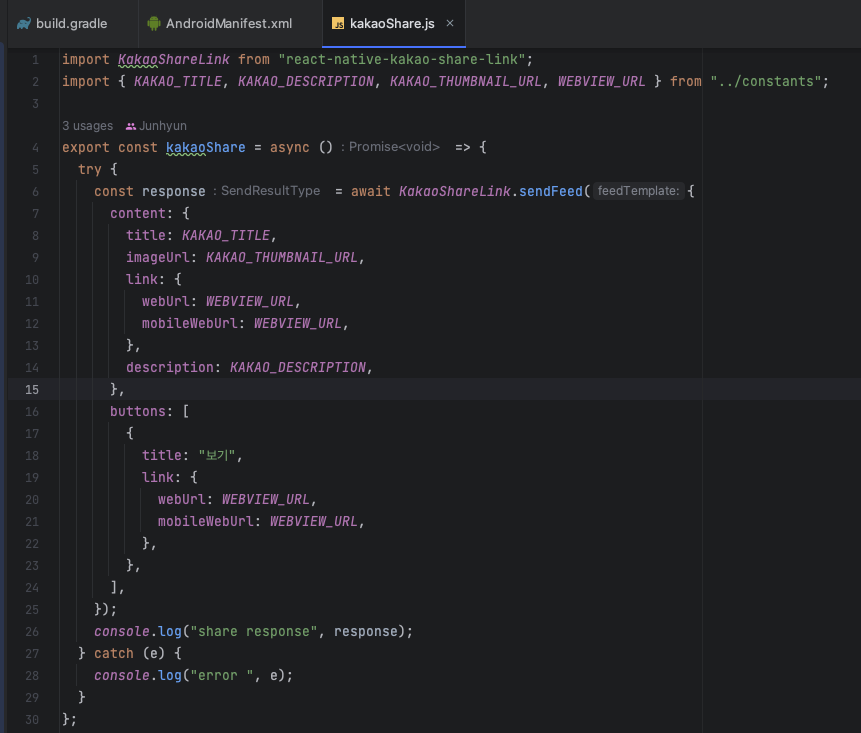 build.gradle AndroidManifest.xml JS kakaoShare.js ×
1 import KakaoShareLink from "react-native-kakao-share-link";
2 import { KAKAO_TITLE, KAKAO_DESCRIPTION, KAKAO_THUMBNAIL_URL, WEBVIEW_URL } from "../constants";
3
3 usages Junhyun
4 export const kakaoShare = async () : Promise<void> => {
5 try {
6 const response : SendResultType = await KakaoShareLink.sendFeed( feedTemplate: {
7 content: {
8 title: KAKAO_TITLE,
9 imageUrl: KAKAO_THUMBNAIL_URL,
10 link: {
11 webUrl: WEBVIEW_URL,
12 mobileWebUrl: WEBVIEW_URL,
13 },
14 description: KAKAO_DESCRIPTION,
15 },
16 buttons: [
17 {
18 title: "보기",
19 link: {
20 webUrl: WEBVIEW_URL,
21 mobileWebUrl: WEBVIEW_URL,
22 },
23 },
24 ],
25 });
26 console.log("share response", response);
27 } catch (e) {
28 console.log("error ", e);
29 }
30 };